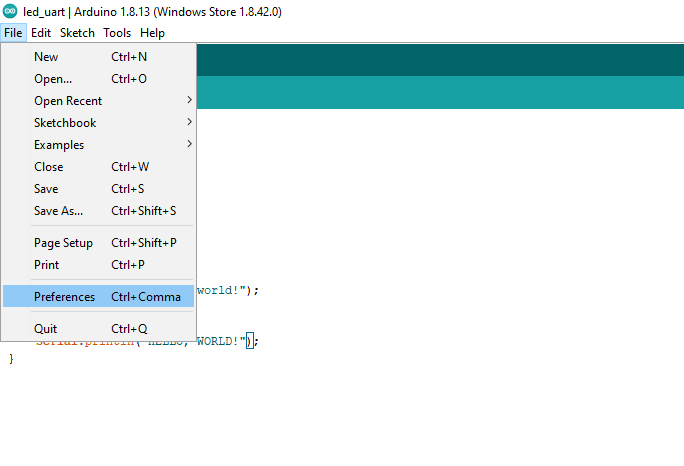 led_uart | Arduino 1.8.13 (Windows Store 1.8.42.0)
File Edit Sketch Tools Help
New Ctrl+N
Open... Ctrl+O
Open Recent
Sketchbook
Examples
Close Ctrl+W
Save Ctrl+S
Save As... Ctrl+Shift+S
Page Setup Ctrl+Shift+P
Print Ctrl+P
Preferences Ctrl+Comma
world!");
Quit Ctrl+Q
Serial.println("HELLO, WORLD!");
}